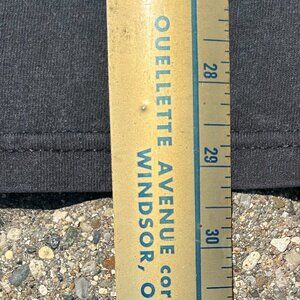 OUELLETTE AVENUE cor
WINDSOR, O
28
29
30